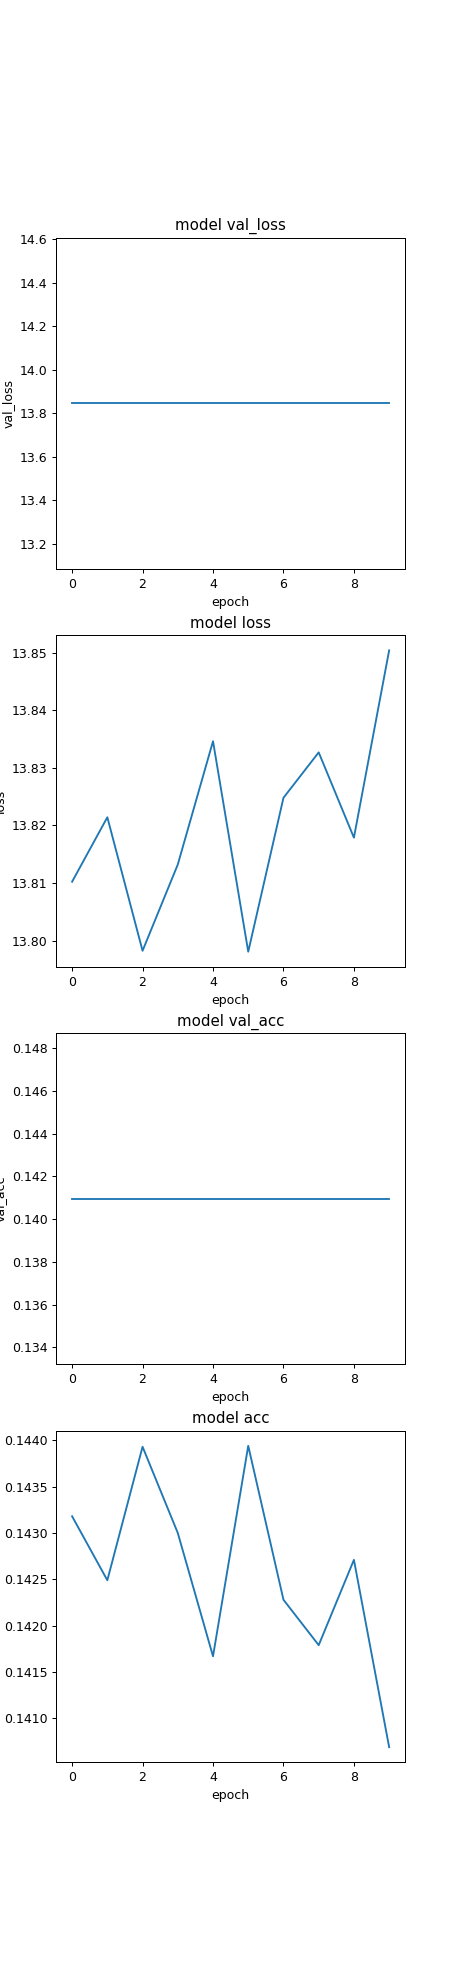 model val_loss
14.6
14.4
14.2
14.0
13.8
13.6
13.4
13.2
val_loss
0 2 4 6 8
epoch
model loss
13.85
13.84
13.83
13.82
13.81
13.80
loss
0 2 4 6 8
epoch
model val_acc
0.148
0.146
0.144
0.142
0.140
0.138
0.136
0.134
val_acc
0 2 4 6 8
epoch
model acc
0.1440
0.1435
0.1430
0.1425
0.1420
0.1415
0.1410
0 2 4 6 8
epoch